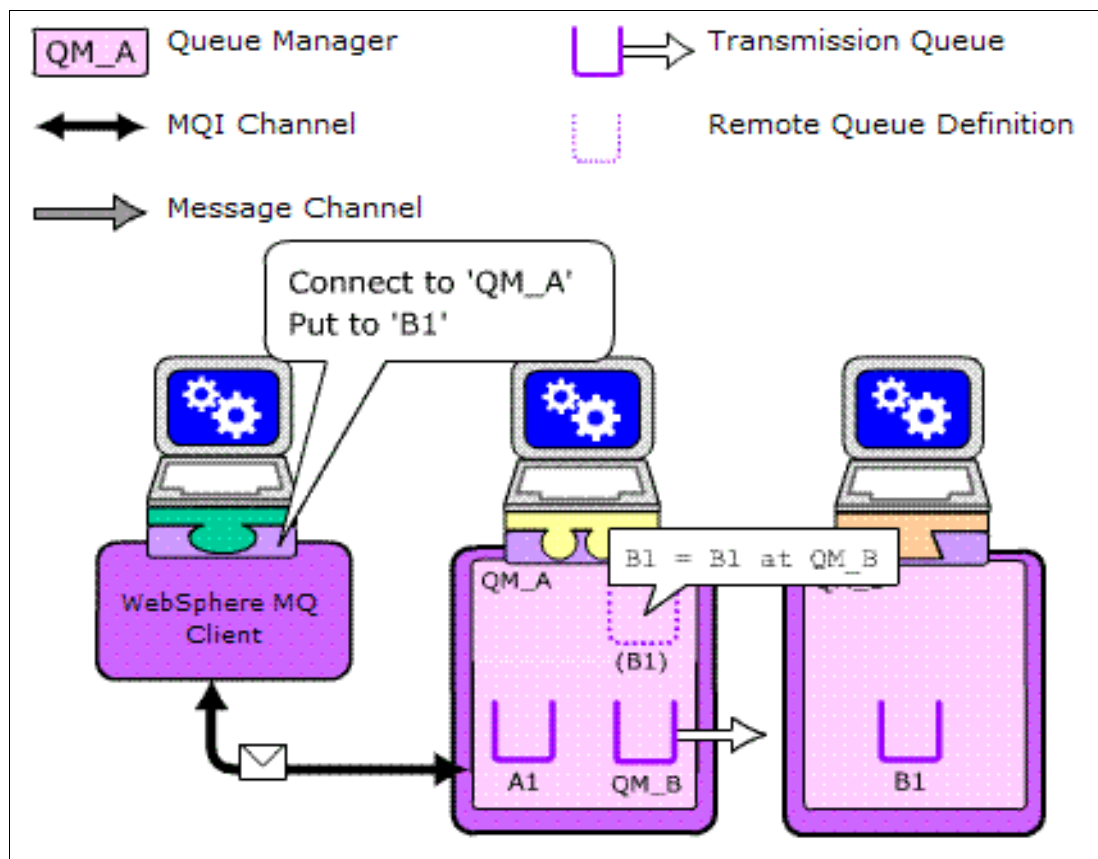 QM_A
Queue Manager
Transmission Queue
MQI Channel
Remote Queue Definition
Message Channel
Connect to 'QM_A'
Put to 'B1'
B1 = B1 at QM_B
QM_A
WebSphere MQ
Client
(B1)
A1
QM_B
B1